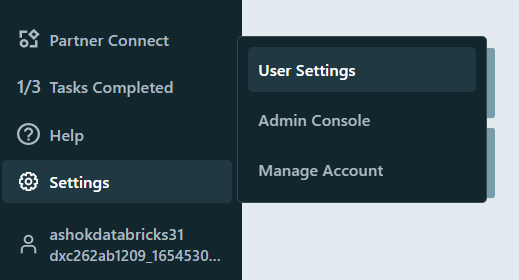 Partner Connect
1/3 Tasks Completed
Help
Settings
ashokdatabricks31
dxc262ab1209_1654530...
User Settings
Admin Console
Manage Account